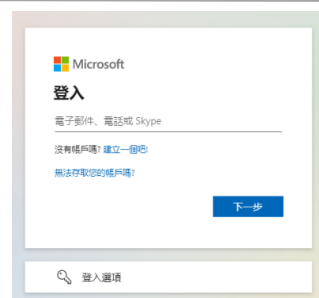 Microsoft
登入
電子郵件、電話或 Skype
沒有帳戶嗎? 建立一個吧!
無法存取您的帳戶嗎?
下一步
登入選項